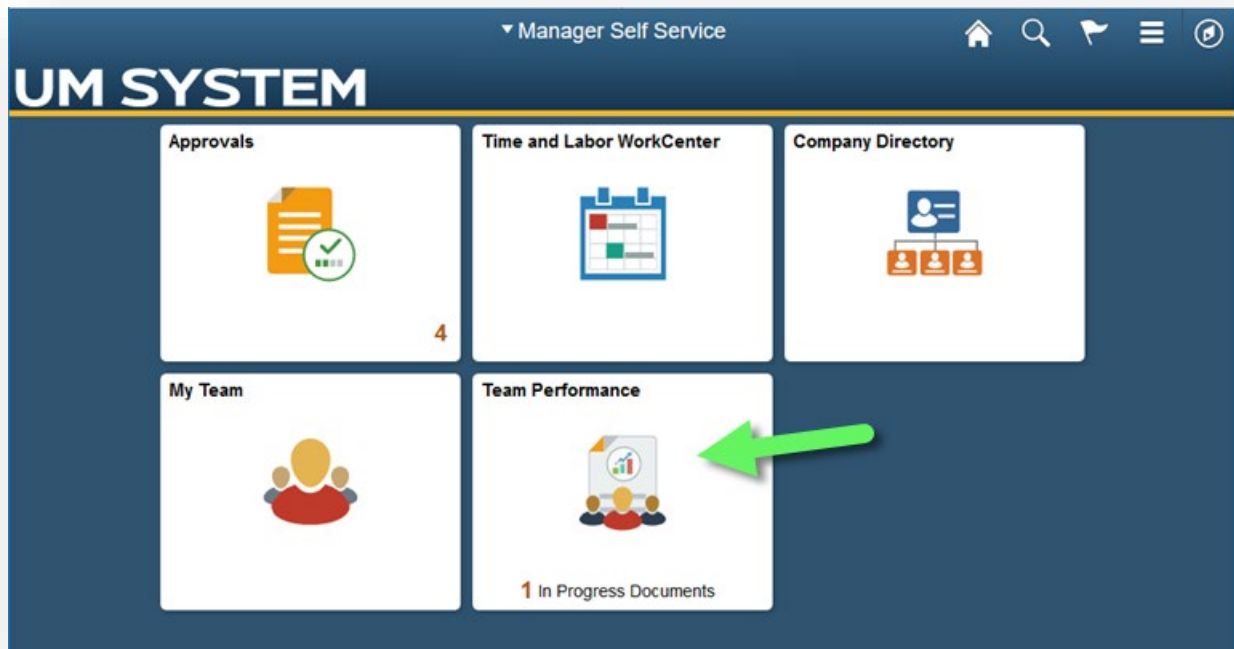 Manager Self Service
UM SYSTEM
Approvals
4
Time and Labor WorkCenter
Company Directory
My Team
Team Performance
1 In Progress Documents